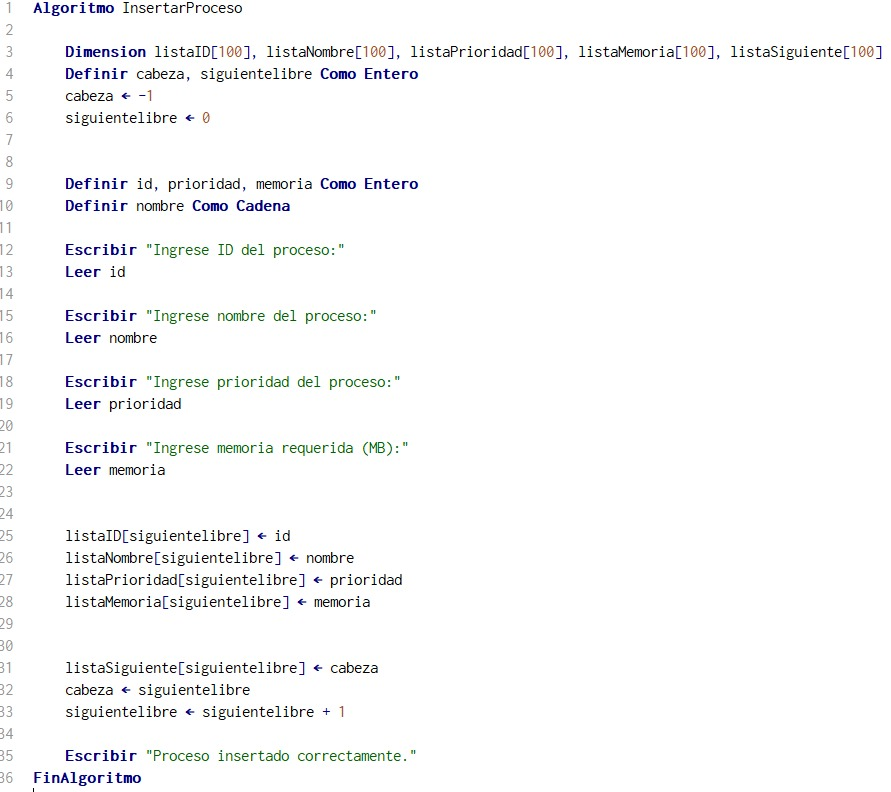 1 Algoritmo InsertarProceso
2
3 Dimension listaID[100], listaNombre[100], listaPrioridad[100], listaMemoria[100], listaSiguiente[100]
4 Definir cabeza, siguientelibre Como Entero
5 cabeza ← -1
6 siguientelibre ← 0
7
8
9 Definir id, prioridad, memoria Como Entero
10 Definir nombre Como Cadena
11
12 Escribir "Ingrese ID del proceso:"
13 Leer id
14
15 Escribir "Ingrese nombre del proceso:"
16 Leer nombre
17
18 Escribir "Ingrese prioridad del proceso:"
19 Leer prioridad
20
21 Escribir "Ingrese memoria requerida (MB):"
22 Leer memoria
23
24
25 listaID[siguientelibre] ← id
26 listaNombre[siguientelibre] ← nombre
27 listaPrioridad[siguientelibre] ← prioridad
28 listaMemoria[siguientelibre] ← memoria
29
30
31 listaSiguiente[siguientelibre] ← cabeza
32 cabeza ← siguientelibre
33 siguientelibre ← siguientelibre + 1
34
35 Escribir "Proceso insertado correctamente."
36 FinAlgoritmo